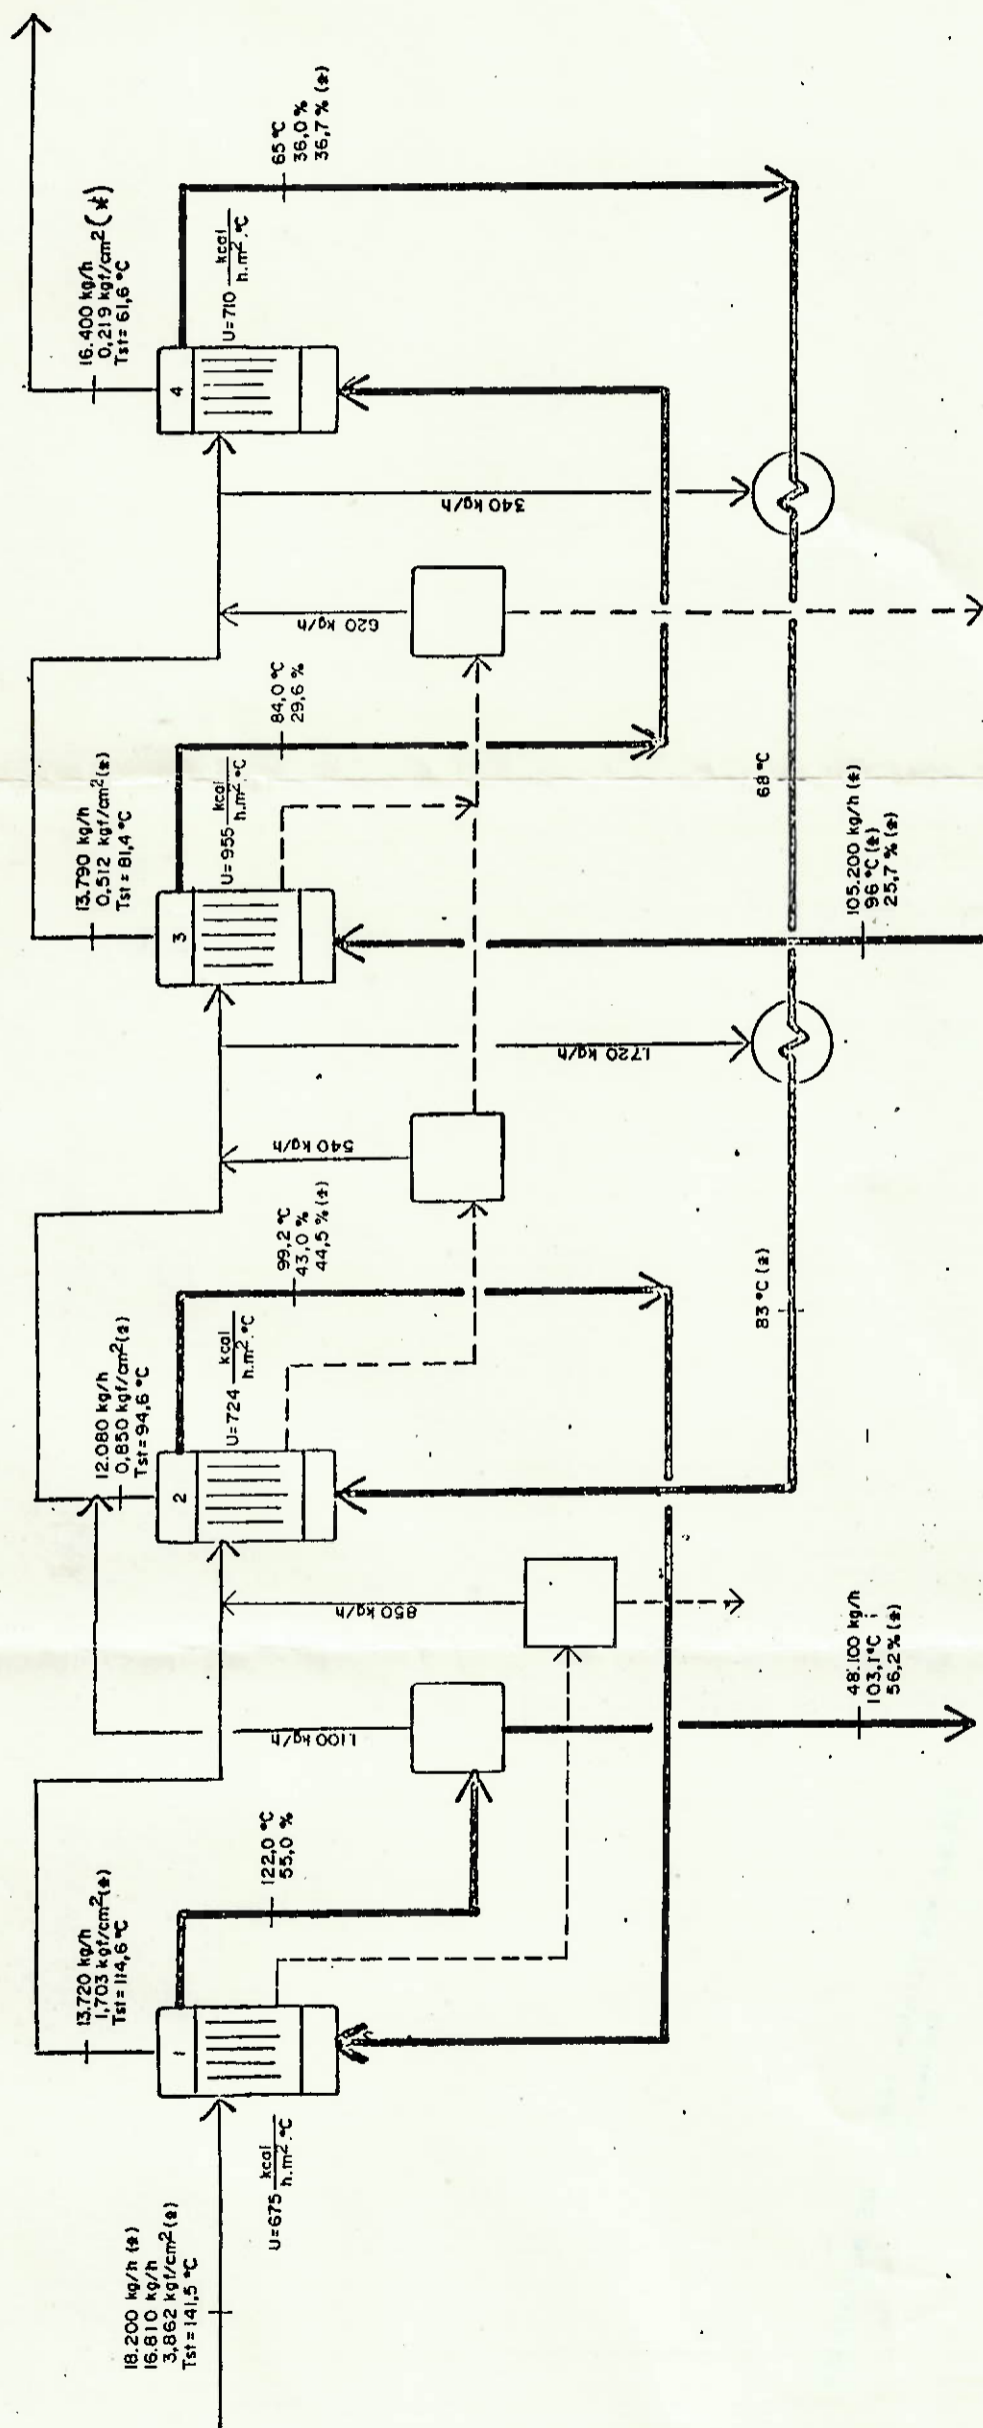 18.200 kg/h (*)
16.810 kg/h
3,862 kgf/cm²(*)
Tst= 141,5 °C
U=675 kcal
h.m².°C
1
13.720 kg/h
1,703 kgf/cm²(*)
Tst= 114,6 °C
122,0 °C
55,0 %
1.100 kg/h
850 kg/h
48.100 kg/h
103,1 °C
56,2 % (*)
2
12.080 kg/h
0,850 kgf/cm²(*)
Tst= 94,6 °C
U=724 kcal
h.m².°C
99,2 °C
43,0 %
44,5 % (*)
83 °C (*)
540 kg/h
1.720 kg/h
3
13.790 kg/h
0,512 kgf/cm²(*)
Tst= 81,4 °C
U=955 kcal
h.m².°C
84,0 °C
29,6 %
105.200 kg/h (*)
96 °C (*)
25,7 % (*)
68 °C
620 kg/h
340 kg/h
4
16.400 kg/h
0,219 kgf/cm² (*)
Tst= 61,6 °C
U=710 kcal
h.m².°C
65 °C
36,0 %
36,7 % (*)